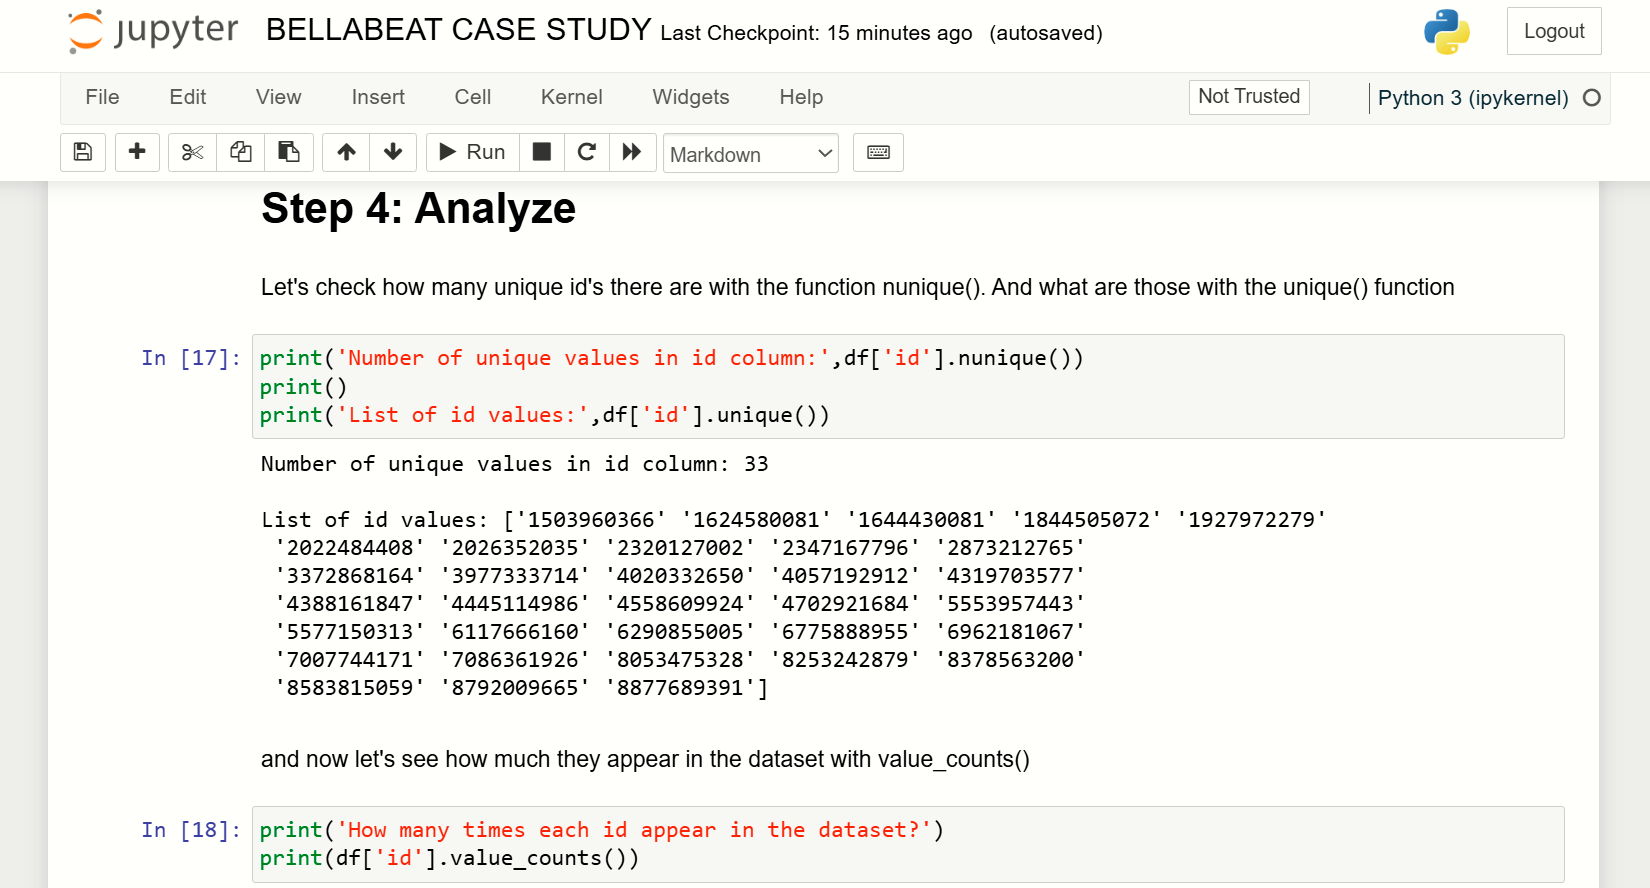 jupyter BELLABEAT CASE STUDY Last Checkpoint: 15 minutes ago (autosaved) Logout
File Edit View Insert Cell Kernel Widgets Help Not Trusted Python 3 (ipykernel)
Run Markdown
Step 4: Analyze
Let's check how many unique id's there are with the function nunique(). And what are those with the unique() function
In [17]: print('Number of unique values in id column:',df['id'].nunique())
print()
print('List of id values:',df['id'].unique())
Number of unique values in id column: 33
List of id values: ['1503960366' '1624580081' '1644430081' '1844505072' '1927972279'
'2022484408' '2026352035' '2320127002' '2347167796' '2873212765'
'3372868164' '3977333714' '4020332650' '4057192912' '4319703577'
'4388161847' '4445114986' '4558609924' '4702921684' '5553957443'
'5577150313' '6117666160' '6290855005' '6775888955' '6962181067'
'7007744171' '7086361926' '8053475328' '8253242879' '8378563200'
'8583815059' '8792009665' '8877689391']
and now let's see how much they appear in the dataset with value_counts()
In [18]: print('How many times each id appear in the dataset?')
print(df['id'].value_counts())